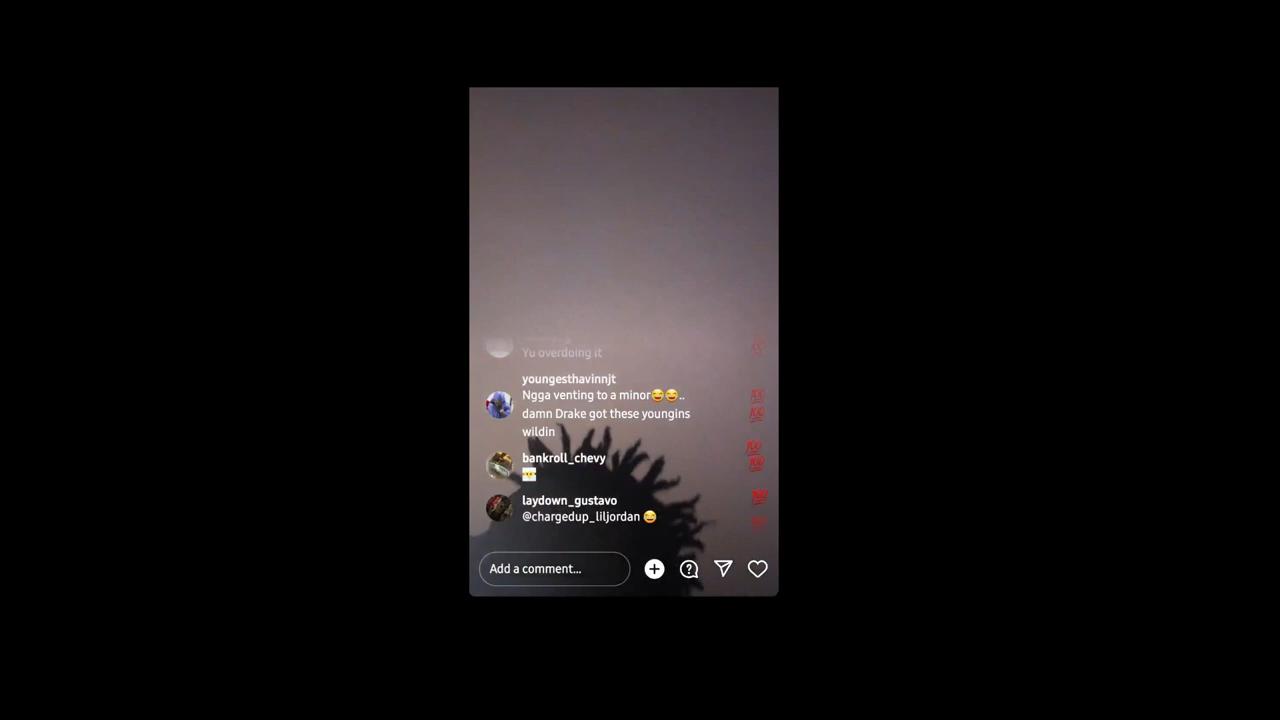 Yu overdoing it
youngesthavinnjt
Ngga venting to a minor😅😅..
damn Drake got these youngins
wildin
bankroll_chevy
laydown_gustavo
@chargedup_liljordan 😅
Add a comment...